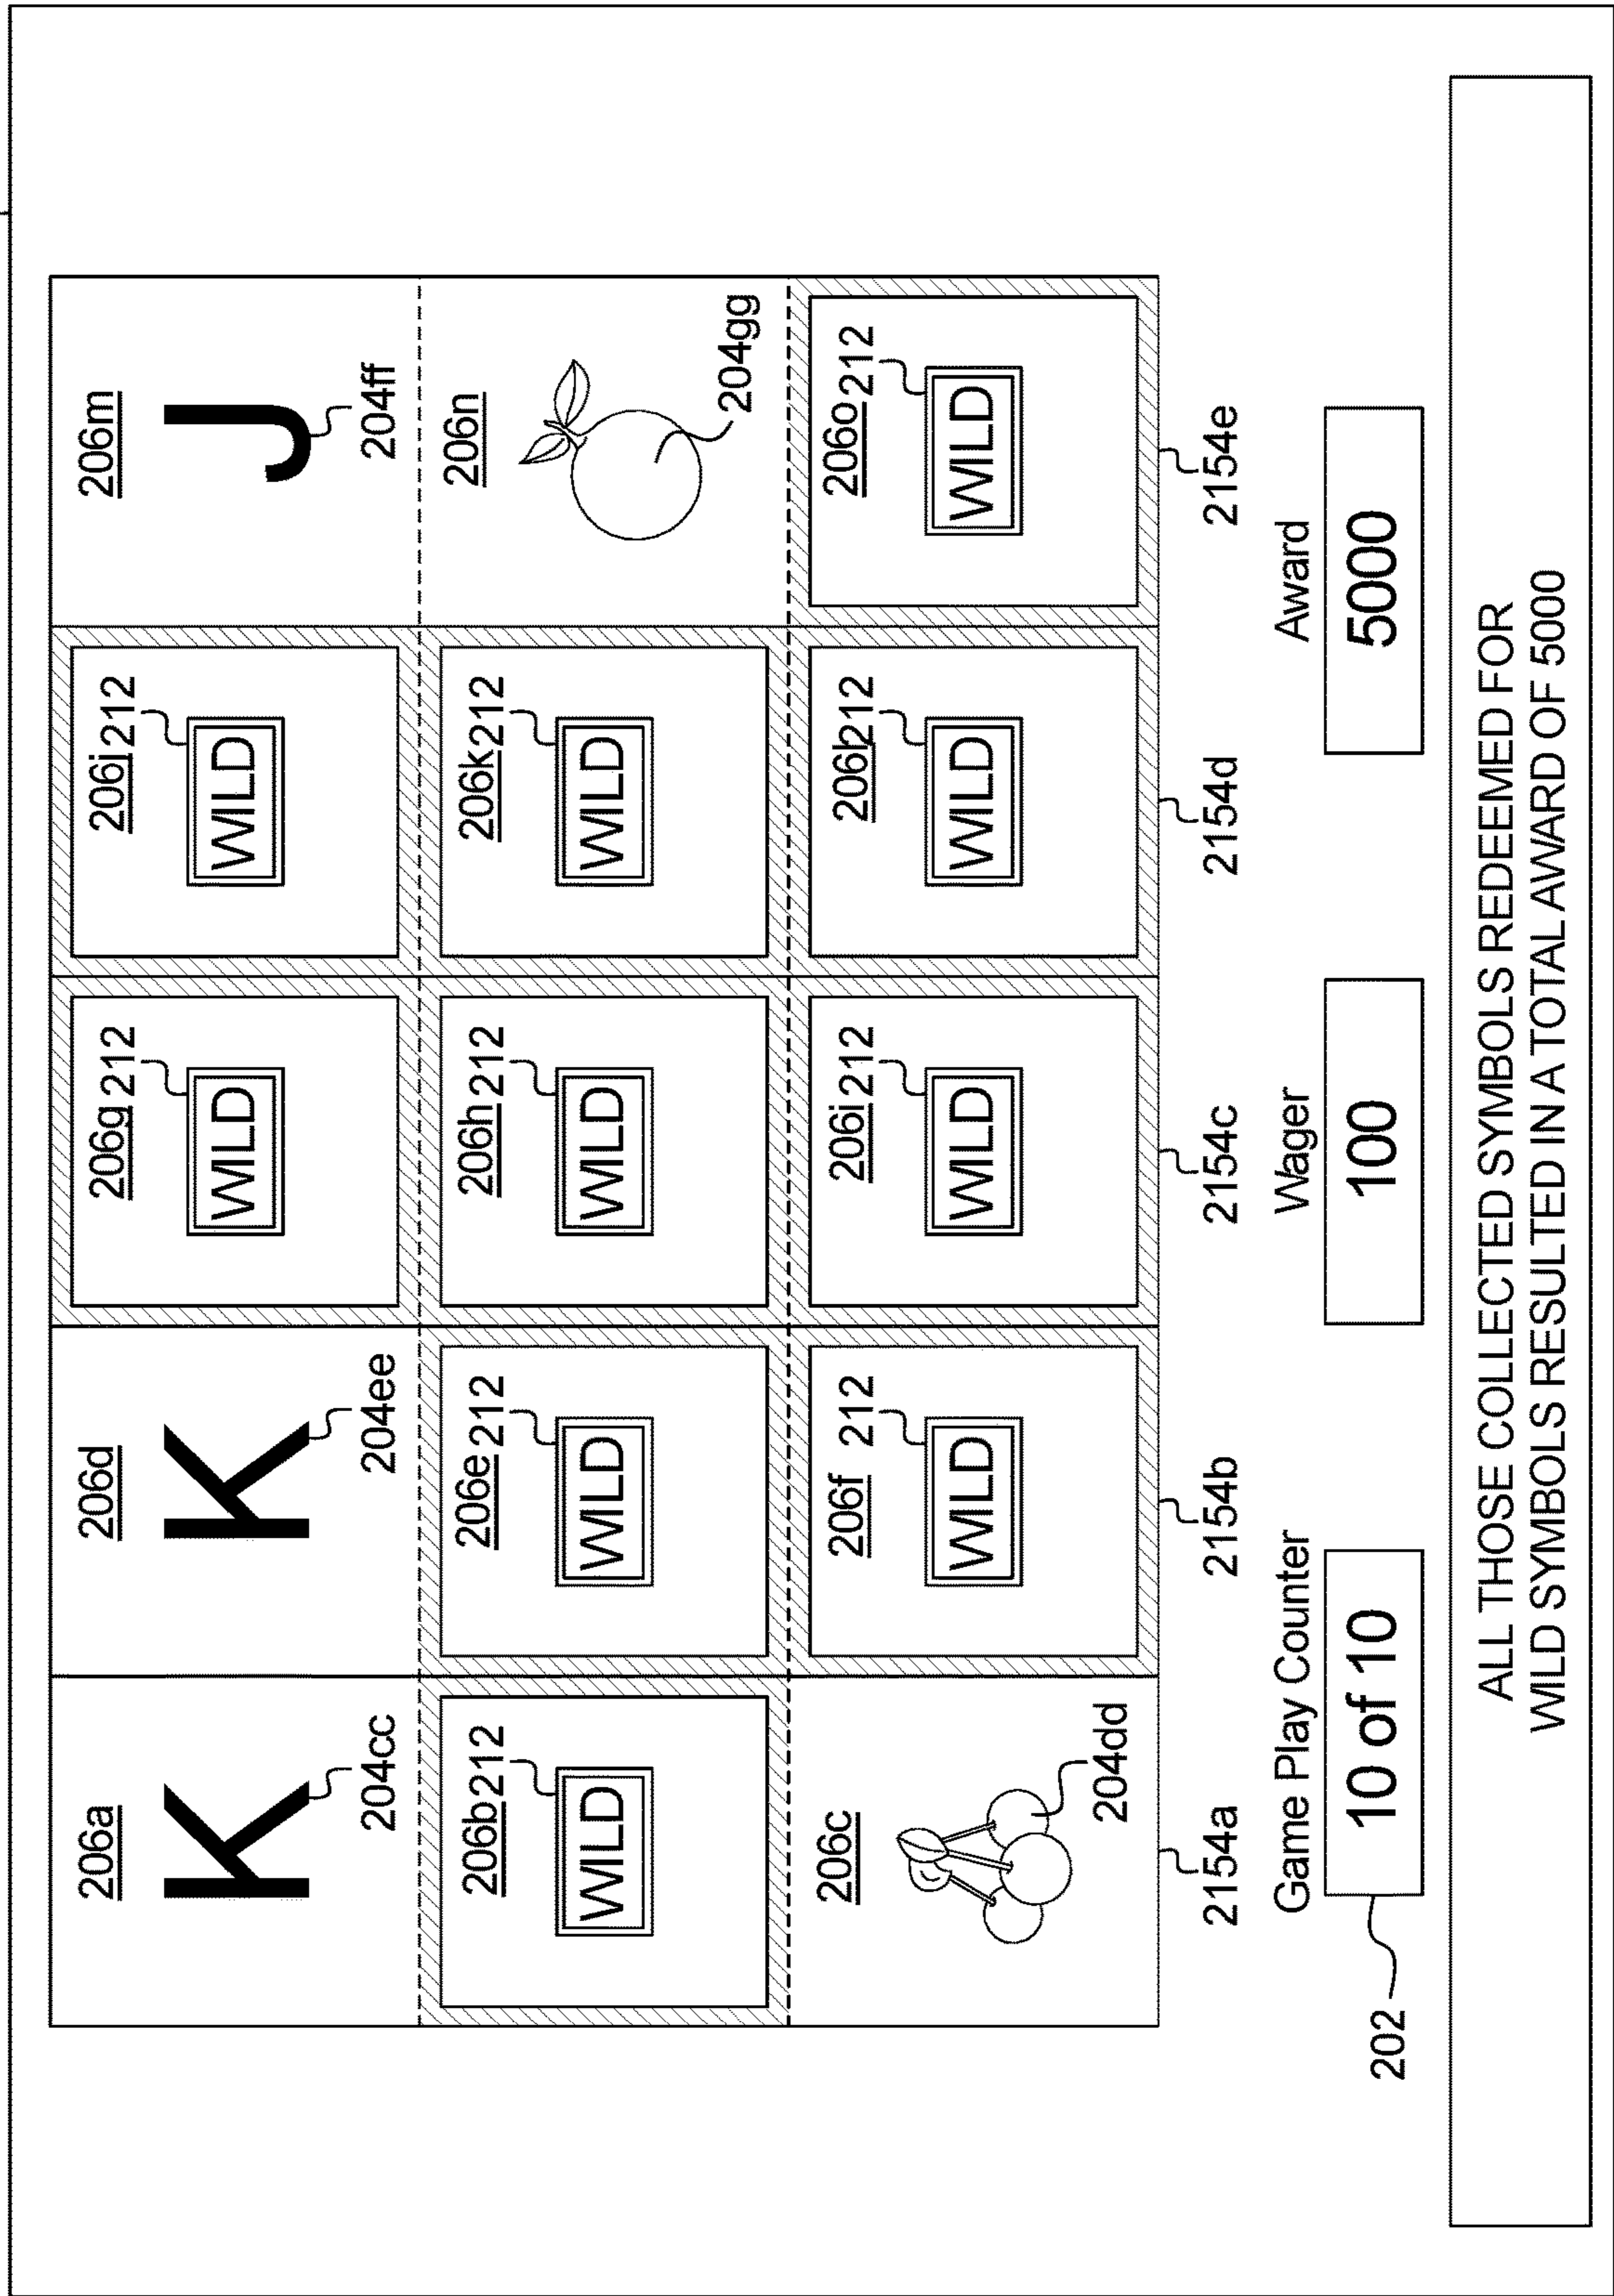 206a
K
204cc
206d
K
204ee
206g 212
WILD
206j 212
WILD
206m
J
204ff
206b 212
WILD
206e 212
WILD
206h 212
WILD
206k 212
WILD
206n
204gg
206c
204dd
206f 212
WILD
206i 212
WILD
206l 212
WILD
206o 212
WILD
2154a
2154b
2154c
2154d
2154e
Game Play Counter
Wager
Award
202
10 of 10
100
5000
ALL THOSE COLLECTED SYMBOLS REDEEMED FOR
WILD SYMBOLS RESULTED IN A TOTAL AWARD OF 5000